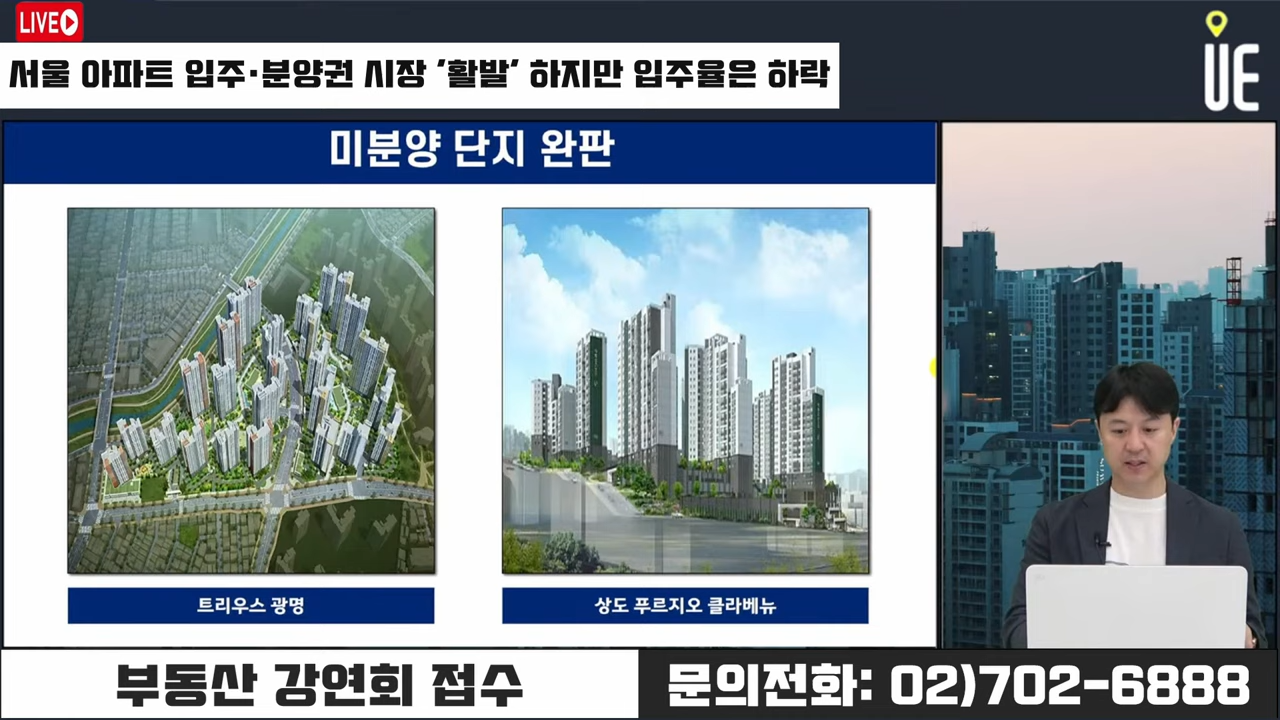 LIVE
서울 아파트 입주·분양권 시장 '활발' 하지만 입주율은 하락
UE
미분양 단지 완판
트리우스 광명
상도 푸르지오 클라베뉴
부동산 강연회 접수
문의전화: 02)702-6888